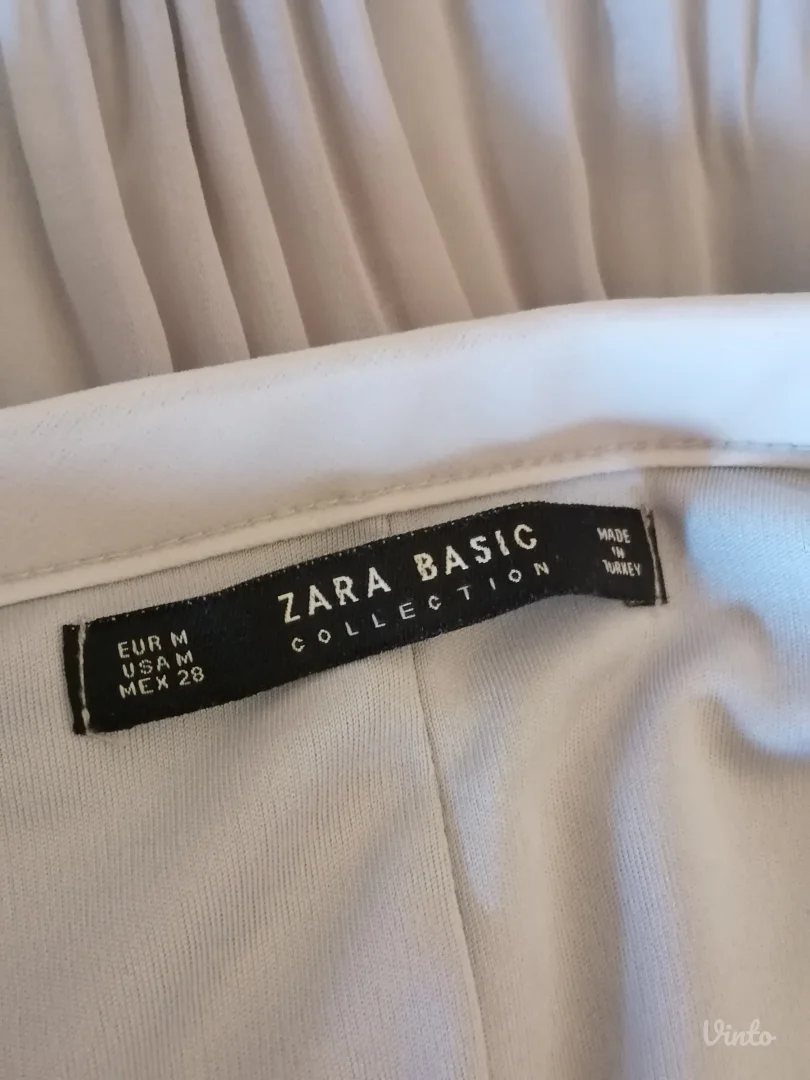 EUR M
USA M
MEX 28
ZARA BASIC
COLLECTION
MADE
IN
TURKEY
Vinto